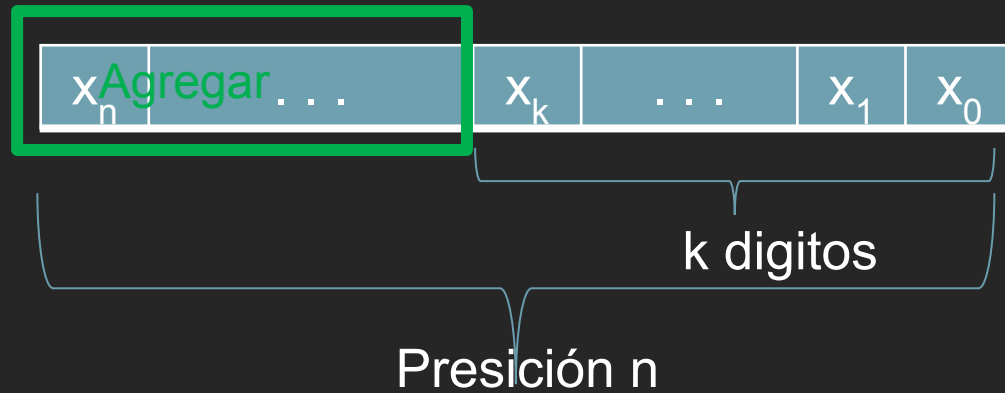 xₙ Agregar . . . xₖ . . . x₁ x₀
k digitos
Presición n